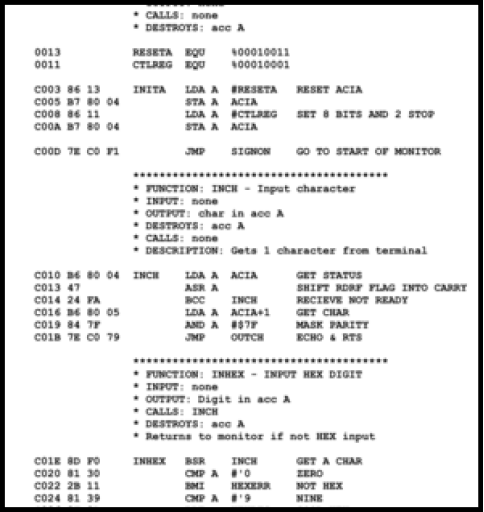 * CALLS: none
* DESTROYS: acc A
0013 RESETA EQU %00010011
0011 CTLREG EQU %00010001
C003 86 13 INITA LDA A #RESETA RESET ACIA
C005 B7 80 04 STA A ACIA
C008 86 11 LDA A #CTLREG SET 8 BITS AND 2 STOP
C00A B7 80 04 STA A ACIA
C00D 7E C0 F1 JMP SIGNON GO TO START OF MONITOR
****************************************
* FUNCTION: INCH - Input character
* INPUT: none
* OUTPUT: char in acc A
* DESTROYS: acc A
* CALLS: none
* DESCRIPTION: Gets 1 character from terminal
C010 B6 80 04 INCH LDA A ACIA GET STATUS
C013 47 ASR A SHIFT RDRF FLAG INTO CARRY
C014 24 FA BCC INCH RECIEVE NOT READY
C016 B6 80 05 LDA A ACIA+1 GET CHAR
C019 84 7F AND A #$7F MASK PARITY
C01B 7E C0 79 JMP OUTCH ECHO & RTS
****************************************
* FUNCTION: INHEX - INPUT HEX DIGIT
* INPUT: none
* OUTPUT: Digit in acc A
* CALLS: INCH
* DESTROYS: acc A
* Returns to monitor if not HEX input
C01E 8D F0 INHEX BSR INCH GET A CHAR
C020 81 30 CMP A #'0 ZERO
C022 2B 11 BMI HEXERR NOT HEX
C024 81 39 CMP A #'9 NINE